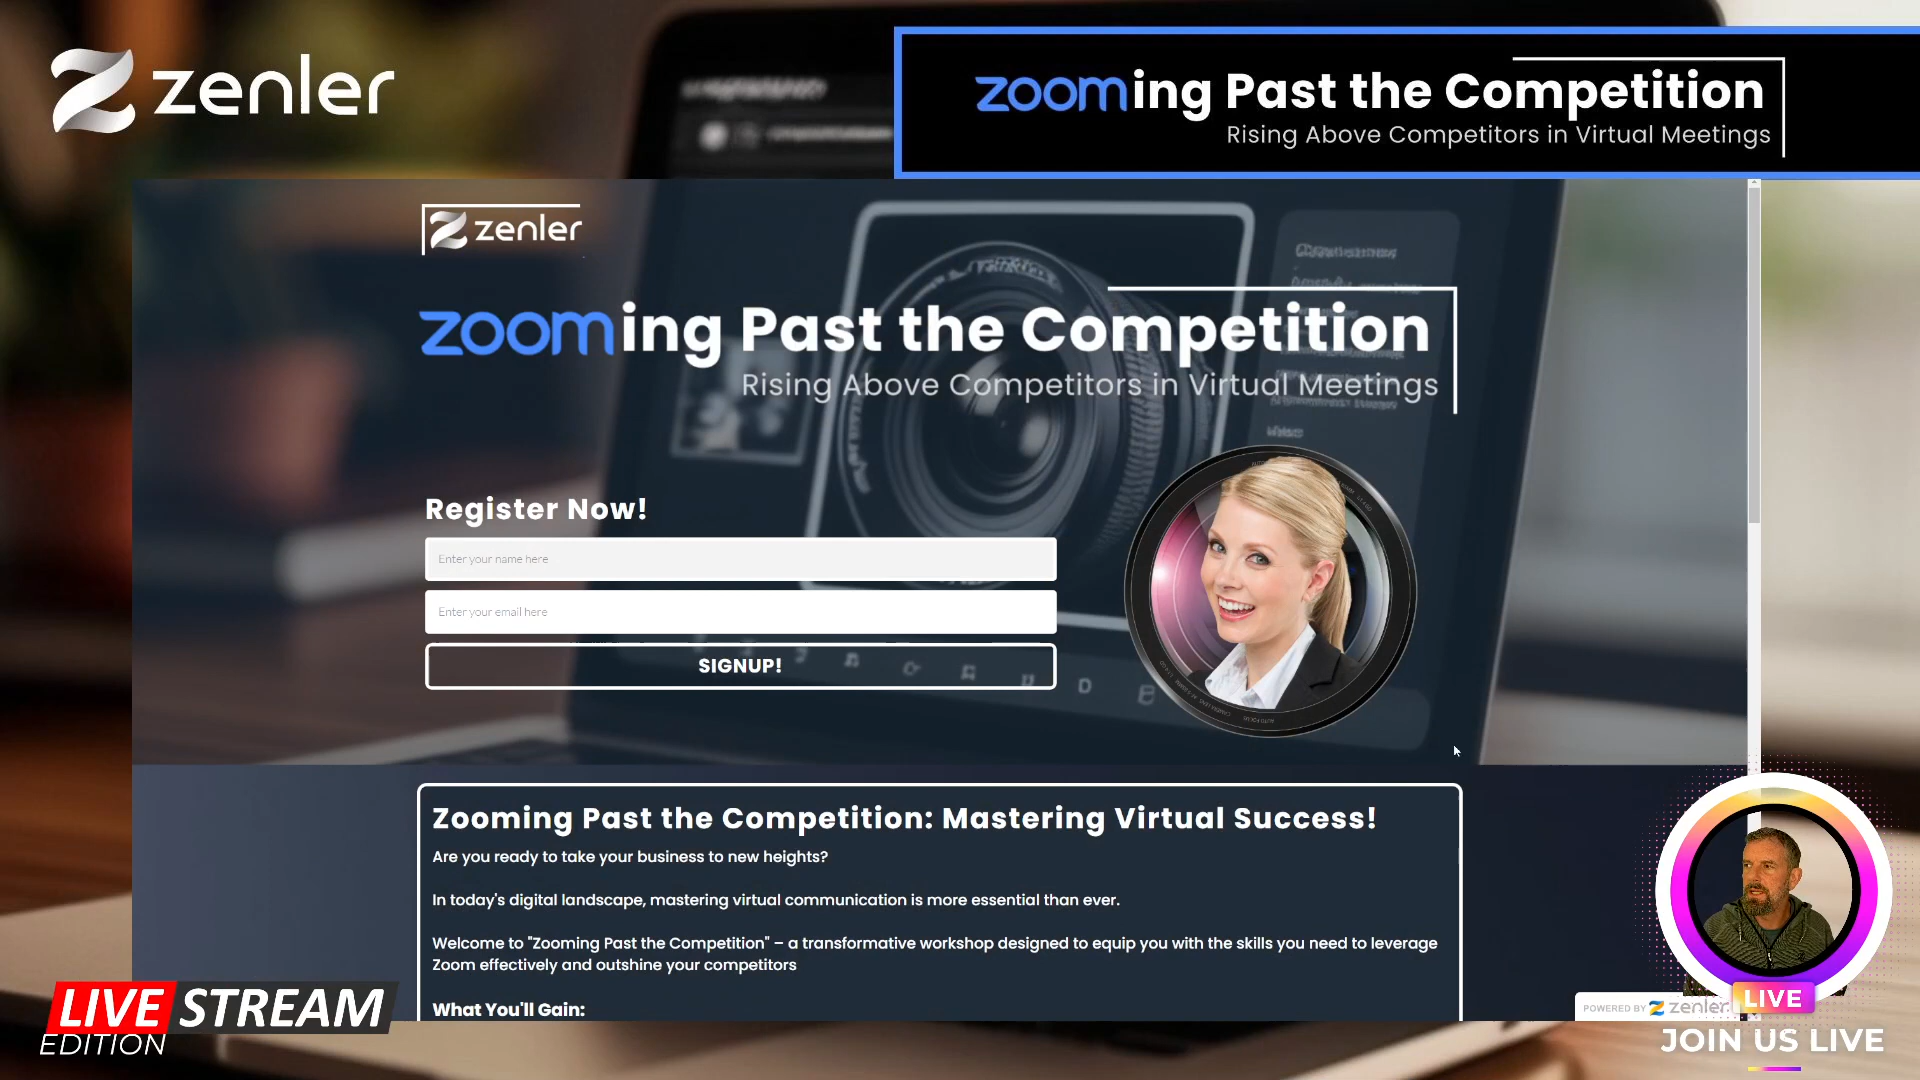 zenler
zooming Past the Competition
Rising Above Competitors in Virtual Meetings
zenler
zooming Past the Competition
Rising Above Competitors in Virtual Meetings
Register Now!
Enter your name here
Enter your email here
SIGNUP!
Zooming Past the Competition: Mastering Virtual Success!
Are you ready to take your business to new heights?
In today's digital landscape, mastering virtual communication is more essential than ever.
Welcome to "Zooming Past the Competition" – a transformative workshop designed to equip you with the skills you need to leverage
Zoom effectively and outshine your competitors
What You'll Gain:
POWERED BY zenler
LIVE STREAM
EDITION
LIVE
JOIN US LIVE